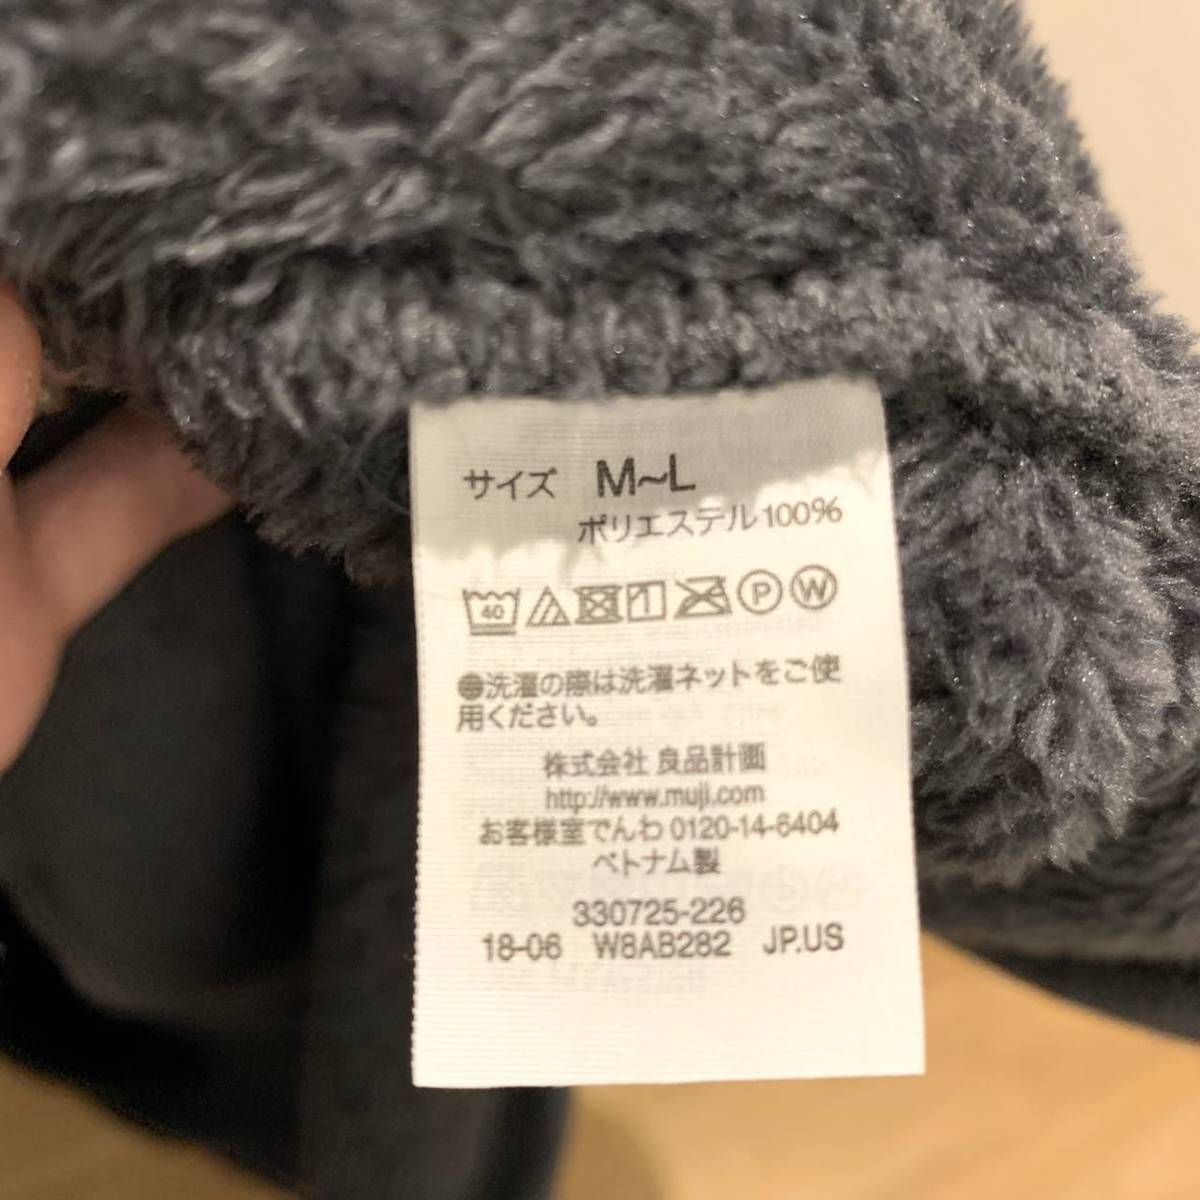 サイズ M~L
ポリエステル100%
40 P W
洗濯の際は洗濯ネットをご使
用ください。
株式会社 良品計画
http://www.muji.com
お客様室でんわ 0120-14-6404
ベトナム製
330725-226
18-06 W8AB282 JP.US